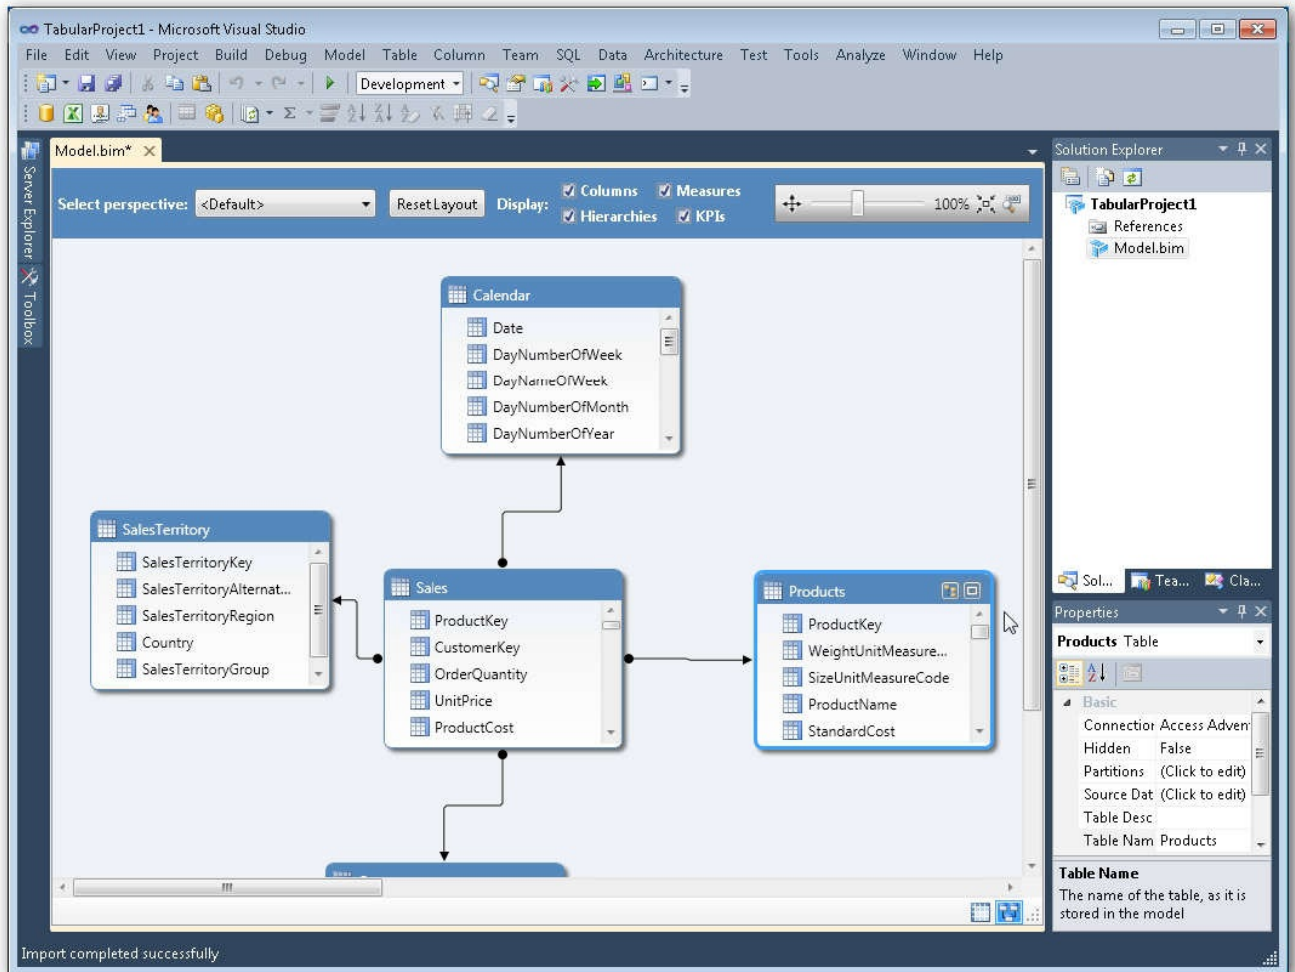 TabularProject1 - Microsoft Visual Studio
File Edit View Project Build Debug Model Table Column Team SQL Data Architecture Test Tools Analyze Window Help
Development
Model.bim*
Server Explorer
Toolbox
Select perspective: <Default> Reset Layout Display: Columns Measures
Hierarchies KPIs
100%
Calendar
Date
DayNumberOfWeek
DayNameOfWeek
DayNumberOfMonth
DayNumberOfYear
SalesTerritory
SalesTerritoryKey
SalesTerritoryAlternat...
SalesTerritoryRegion
Country
SalesTerritoryGroup
Sales
ProductKey
CustomerKey
OrderQuantity
UnitPrice
ProductCost
Products
ProductKey
WeightUnitMeasure...
SizeUnitMeasureCode
ProductName
StandardCost
Solution Explorer
TabularProject1
References
Model.bim
Sol... Tea... Cla...
Properties
Products Table
Basic
Connection Access Adven
Hidden False
Partitions (Click to edit)
Source Dat (Click to edit)
Table Desc
Table Nam Products
Table Name
The name of the table, as it is
stored in the model
Import completed successfully